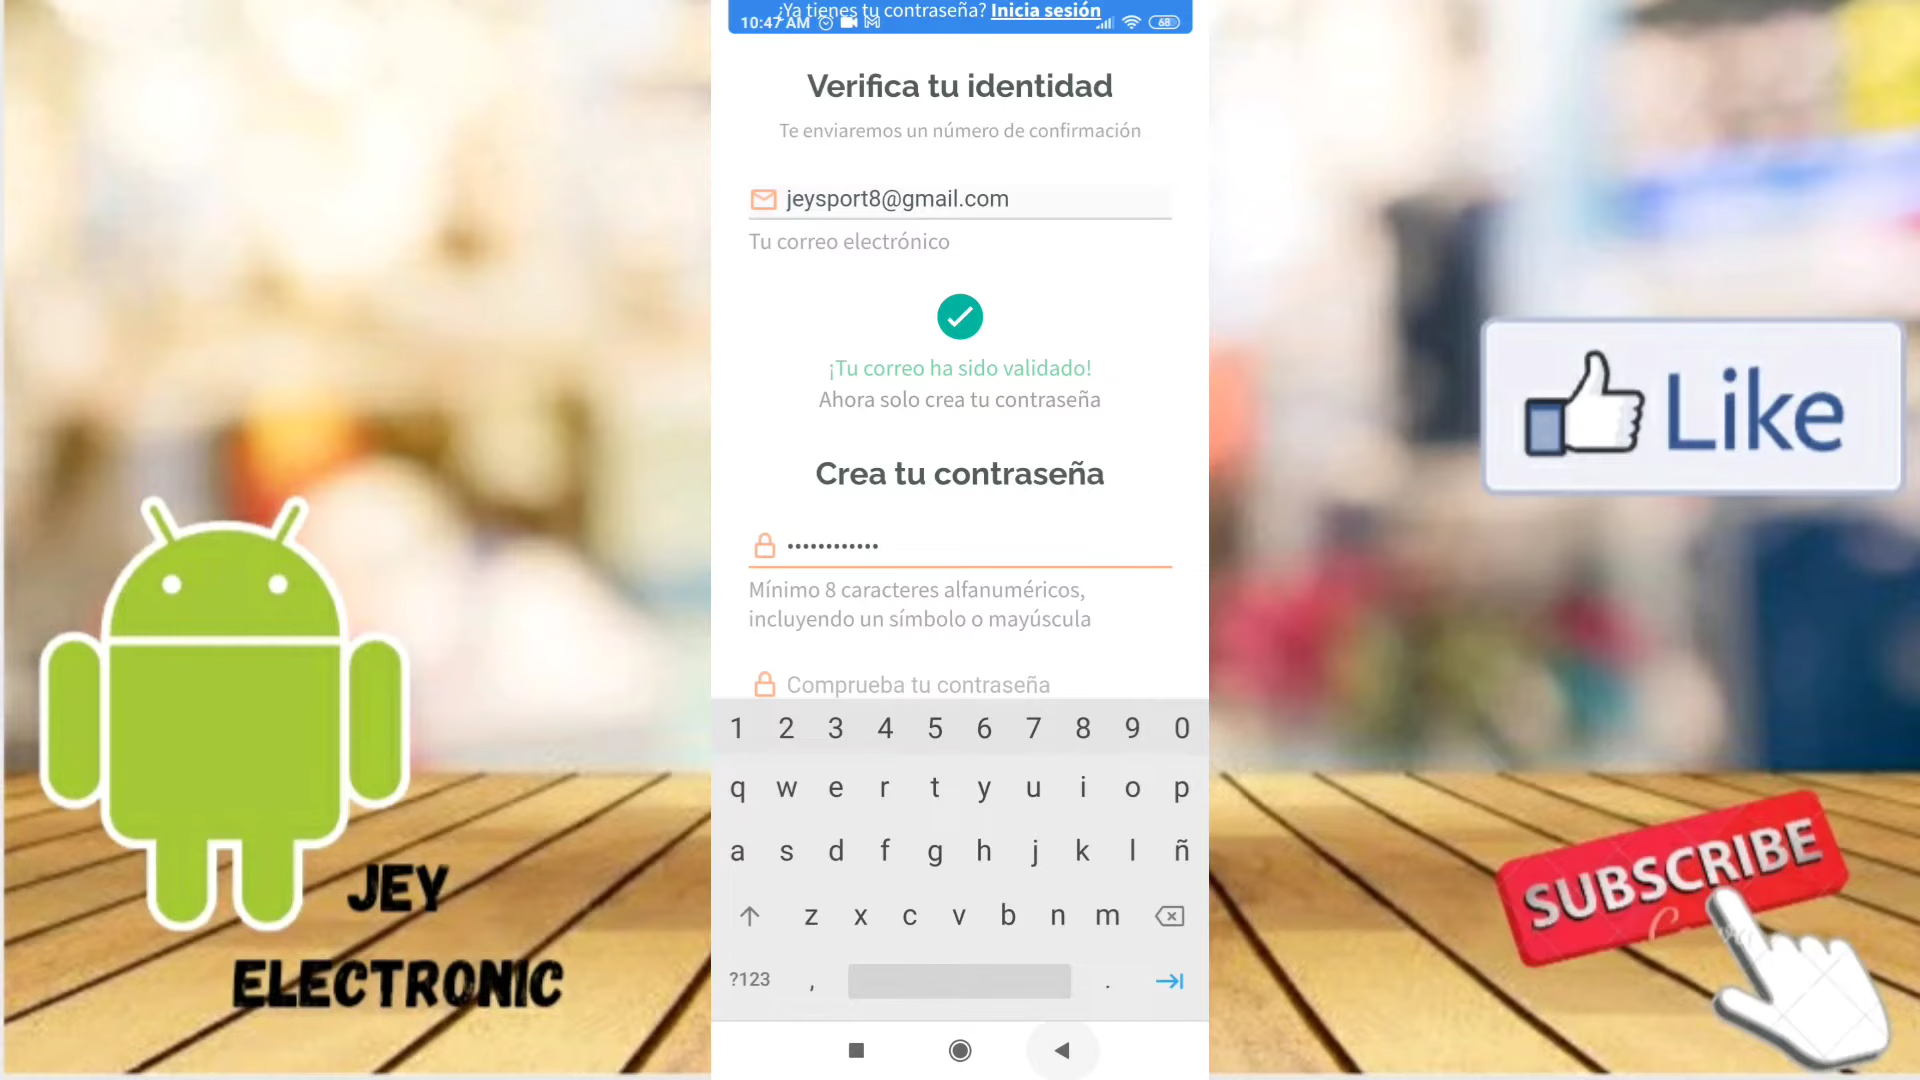 ¿Ya tienes tu contraseña? Inicia sesión
10:47 AM
68
Verifica tu identidad
Te enviaremos un número de confirmación
jeysport8@gmail.com
Tu correo electrónico
¡Tu correo ha sido validado!
Ahora solo crea tu contraseña
Crea tu contraseña
••••••••••••
Mínimo 8 caracteres alfanuméricos,
incluyendo un símbolo o mayúscula
Comprueba tu contraseña
1 2 3 4 5 6 7 8 9 0
q w e r t y u i o p
a s d f g h j k l ñ
z x c v b n m
?123 , .
JEY
ELECTRONIC
Like
SUBSCRIBE